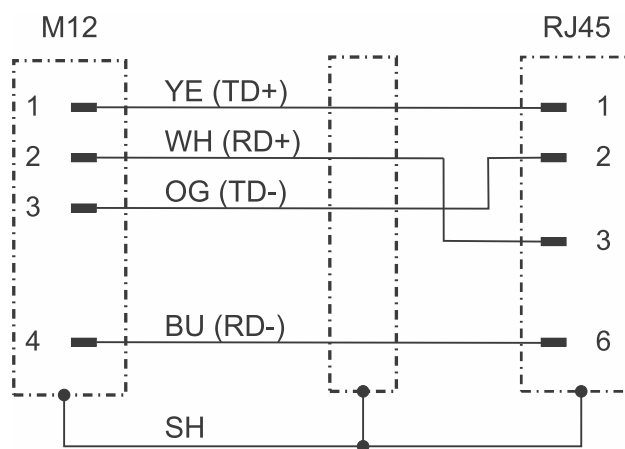 M12 RJ45
1 YE (TD+) 1
2 WH (RD+) 2
3 OG (TD-)
3
4 BU (RD-) 6
SH